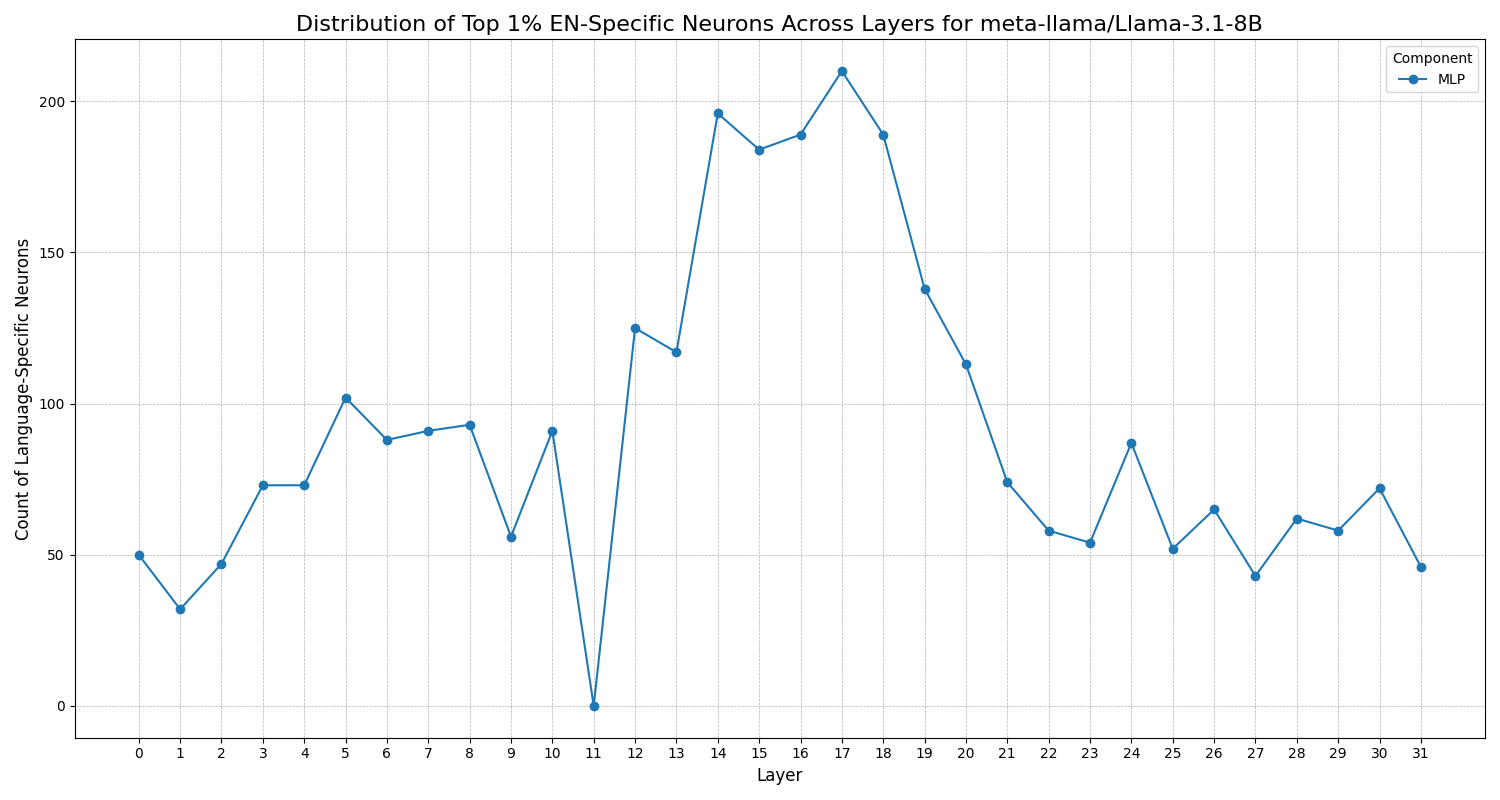 Distribution of Top 1% EN-Specific Neurons Across Layers for meta-llama/Llama-3.1-8B
Component
MLP
Count of Language-Specific Neurons
200
150
100
50
0
0 1 2 3 4 5 6 7 8 9 10 11 12 13 14 15 16 17 18 19 20 21 22 23 24 25 26 27 28 29 30 31
Layer